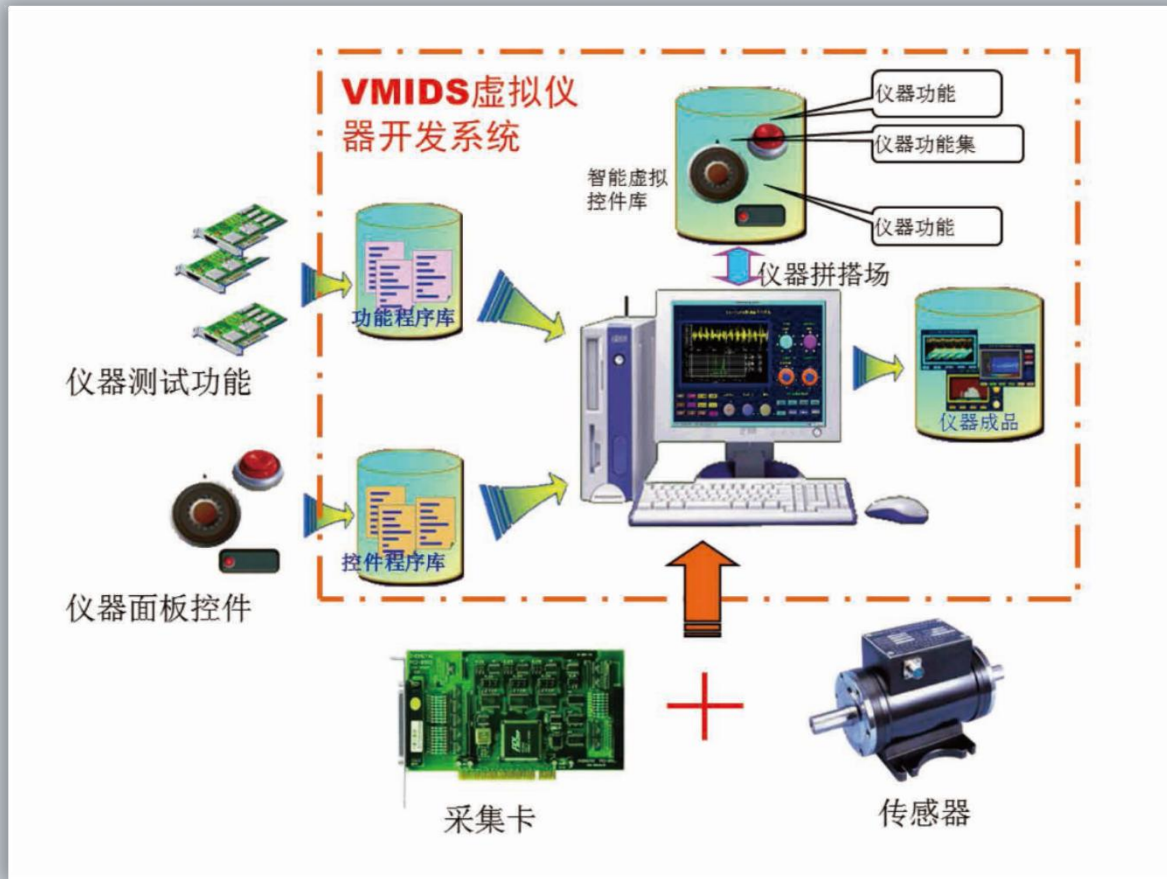 VMIDS虚拟仪
器开发系统
仪器功能
仪器功能集
智能虚拟
控件库
仪器功能
仪器拼搭场
功能程序库
仪器测试功能
仪器成品
控件程序库
仪器面板控件
采集卡
传感器